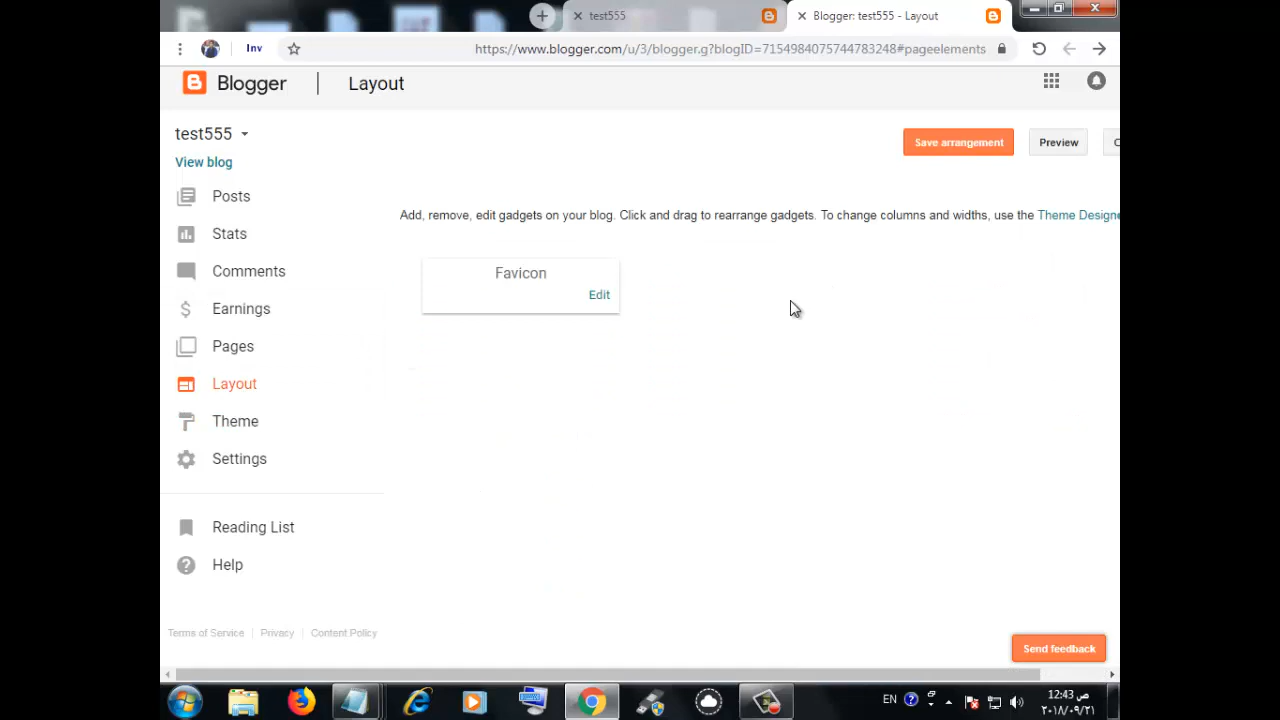 test555
Blogger: test555 - Layout
Inv
https://www.blogger.com/u/3/blogger.g?blogID=7154984075744783248#pageelements
Blogger
Layout
test555
View blog
Save arrangement
Preview
C
Add, remove, edit gadgets on your blog. Click and drag to rearrange gadgets. To change columns and widths, use the Theme Designe
Favicon
Edit
Posts
Stats
Comments
Earnings
Pages
Layout
Theme
Settings
Reading List
Help
Terms of Service
Privacy
Content Policy
Send feedback
EN
12:43 ص
٢٠١٨/٠٩/٢١